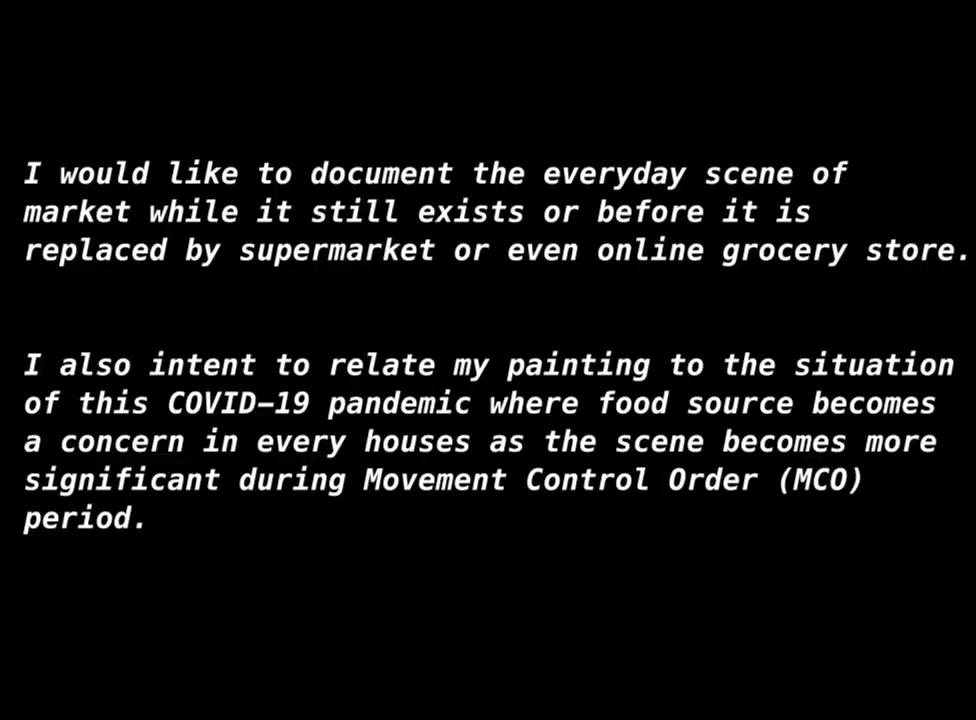 I would like to document the everyday scene of
market while it still exists or before it is
replaced by supermarket or even online grocery store.
I also intent to relate my painting to the situation
of this COVID–19 pandemic where food source becomes
a concern in every houses as the scene becomes more
significant during Movement Control Order (MCO)
period.